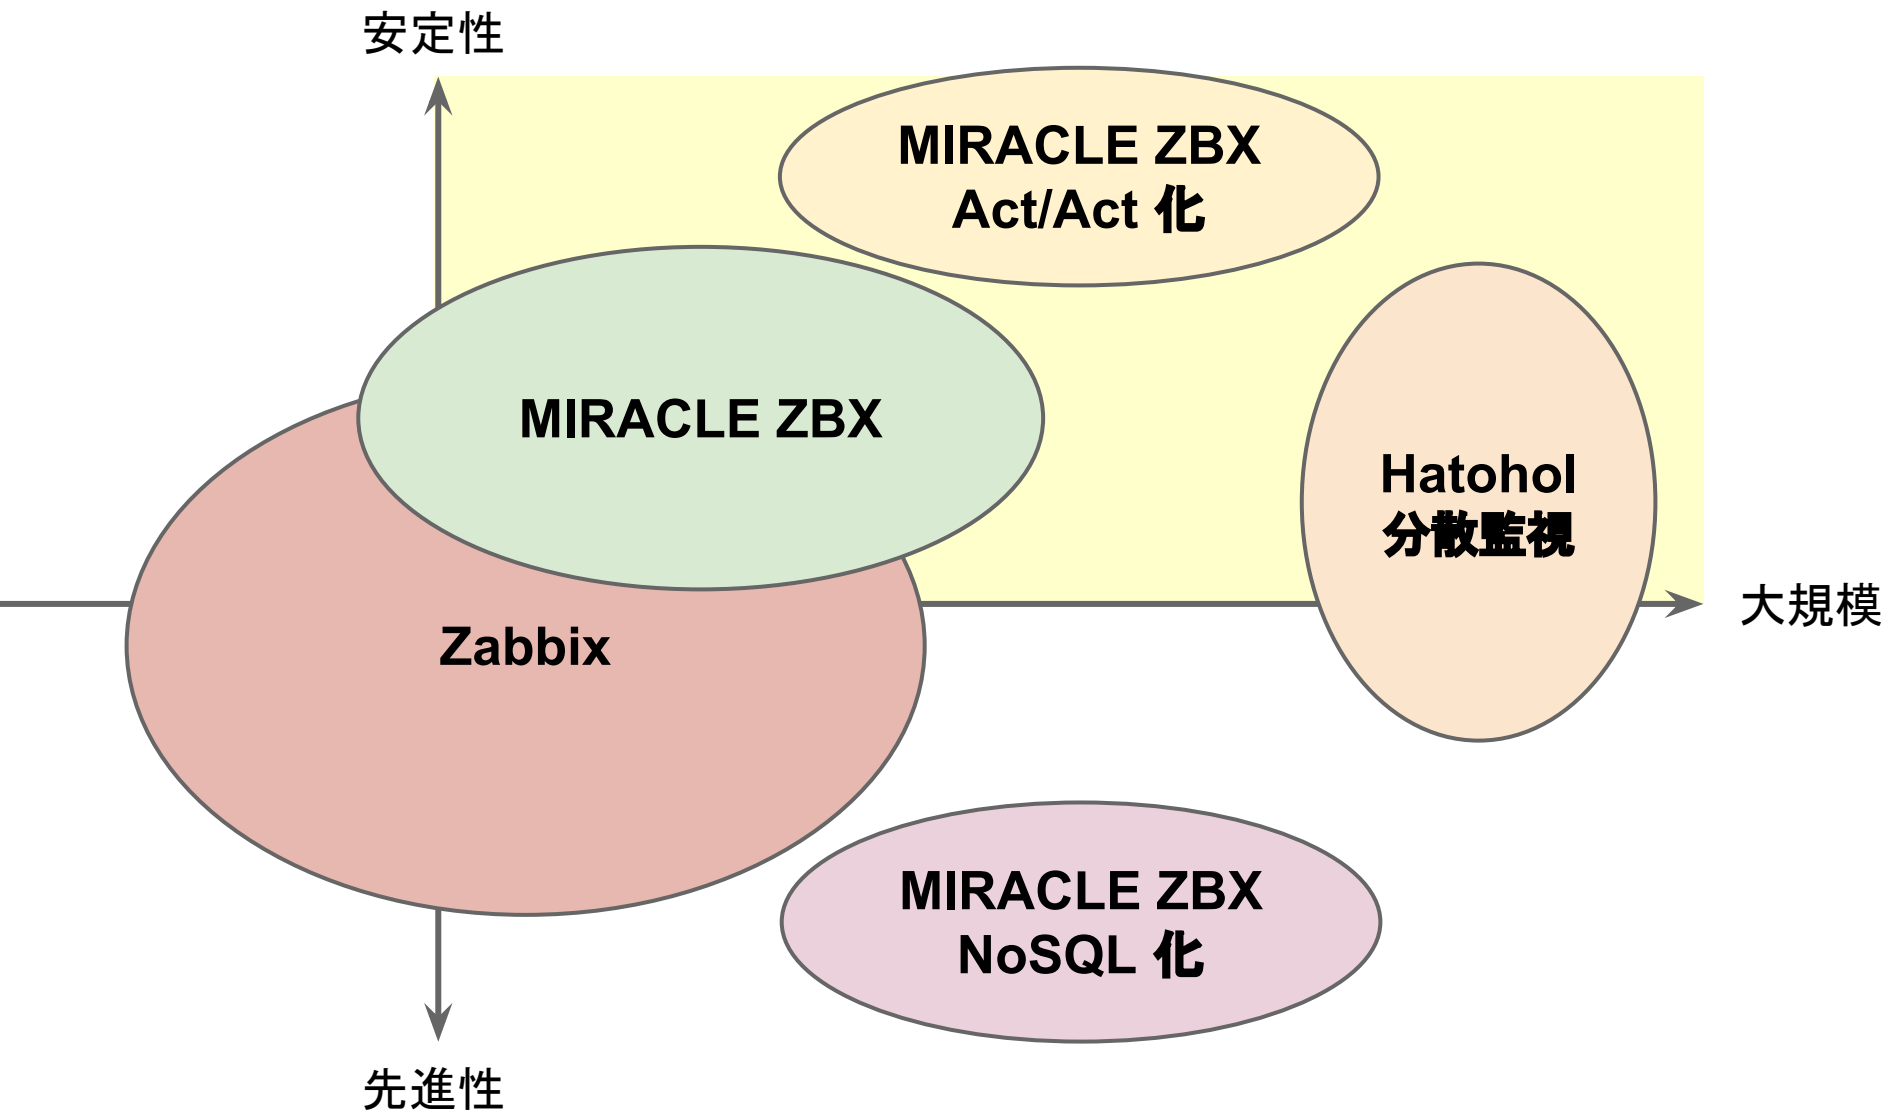 安定性
MIRACLE ZBX
Act/Act 化
MIRACLE ZBX
Hatohol
分散監視
大規模
Zabbix
MIRACLE ZBX
NoSQL 化
先進性